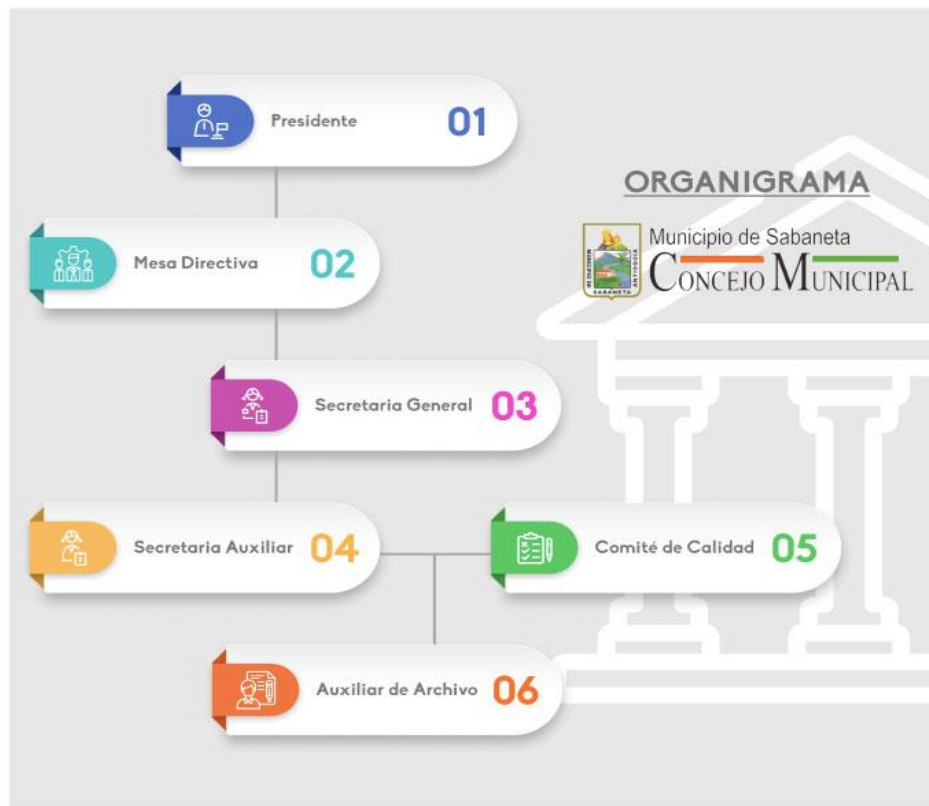 Presidente 01
ORGANIGRAMA
Mesa Directiva 02
Municipio de Sabaneta
CONCEJO MUNICIPAL
SABANETA
Secretaria General 03
Secretaria Auxiliar 04
Comité de Calidad 05
Auxiliar de Archivo 06